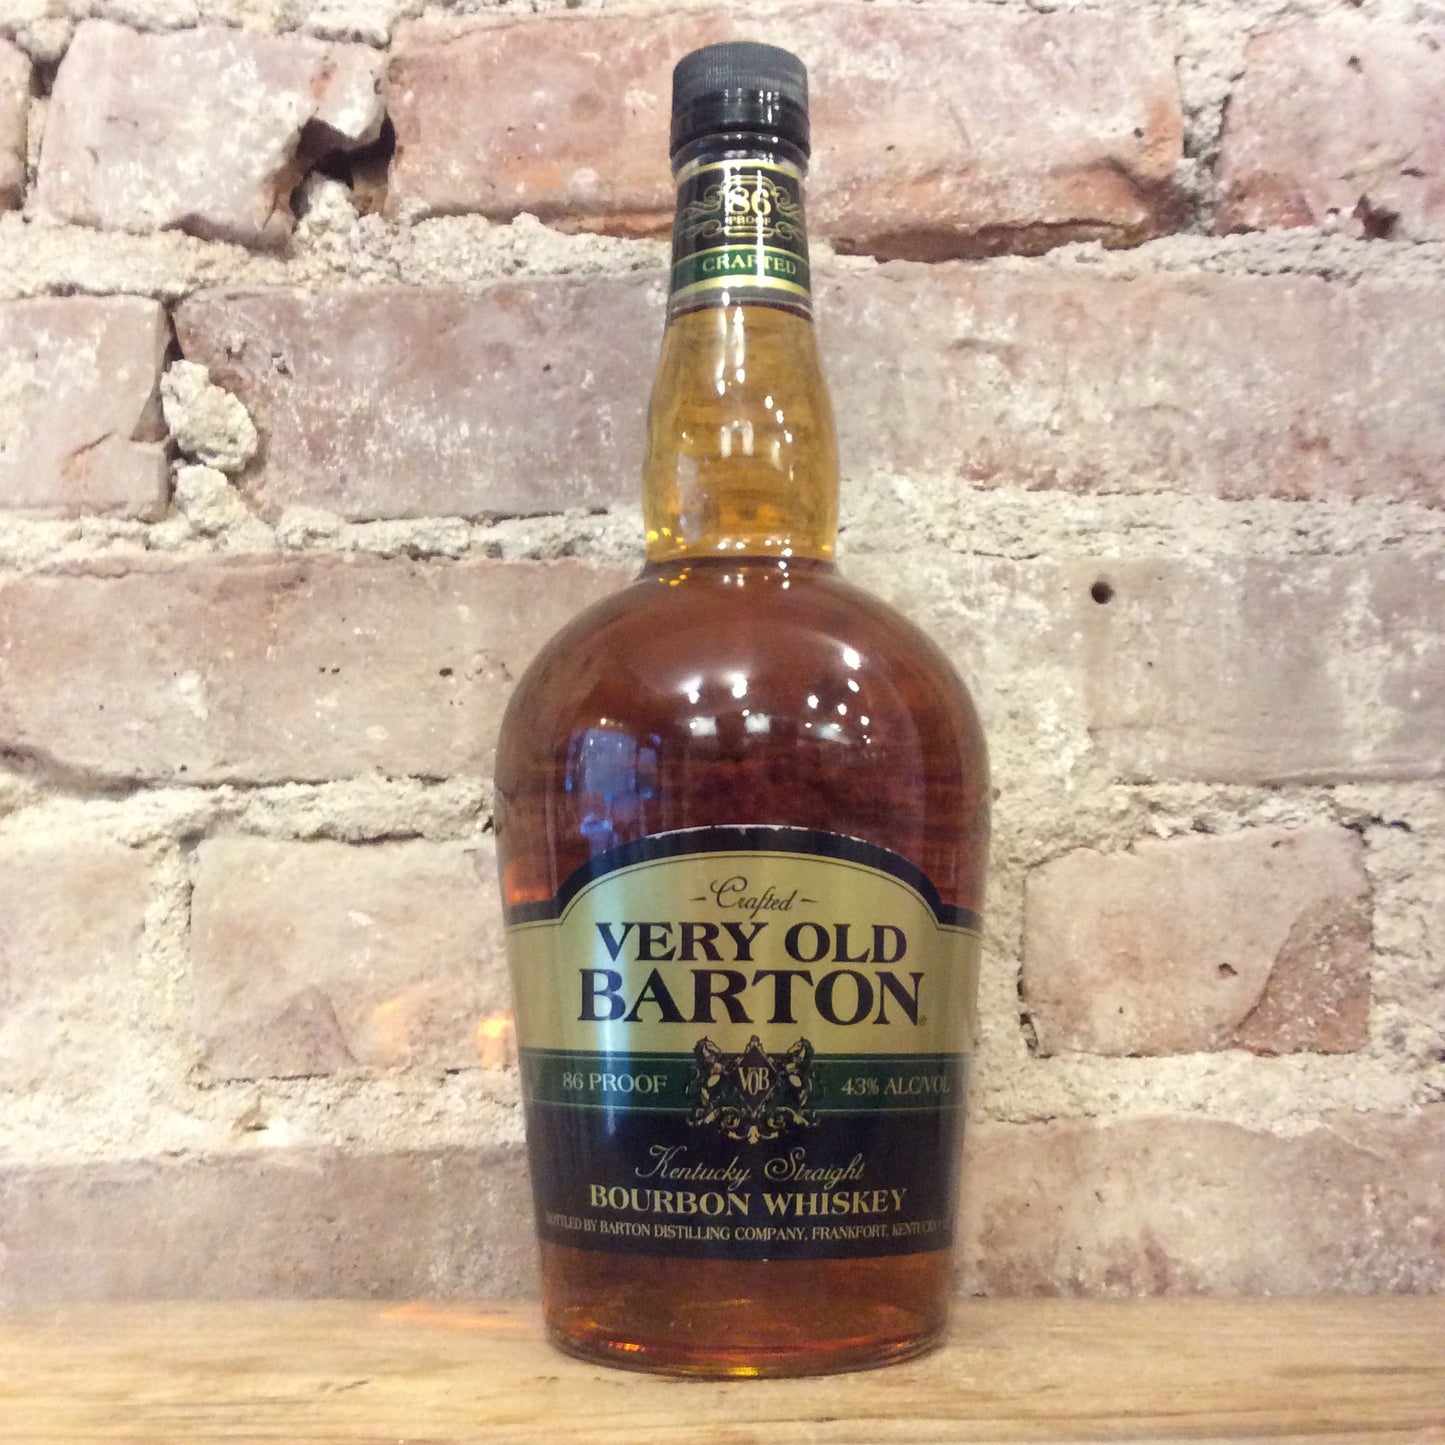 86
PROOF
CRAFTED
- Crafted -
VERY OLD
BARTON®
86 PROOF VOB 43% ALC/VOL
Kentucky Straight
BOURBON WHISKEY
BOTTLED BY BARTON DISTILLING COMPANY, FRANKFORT, KENTUCKY